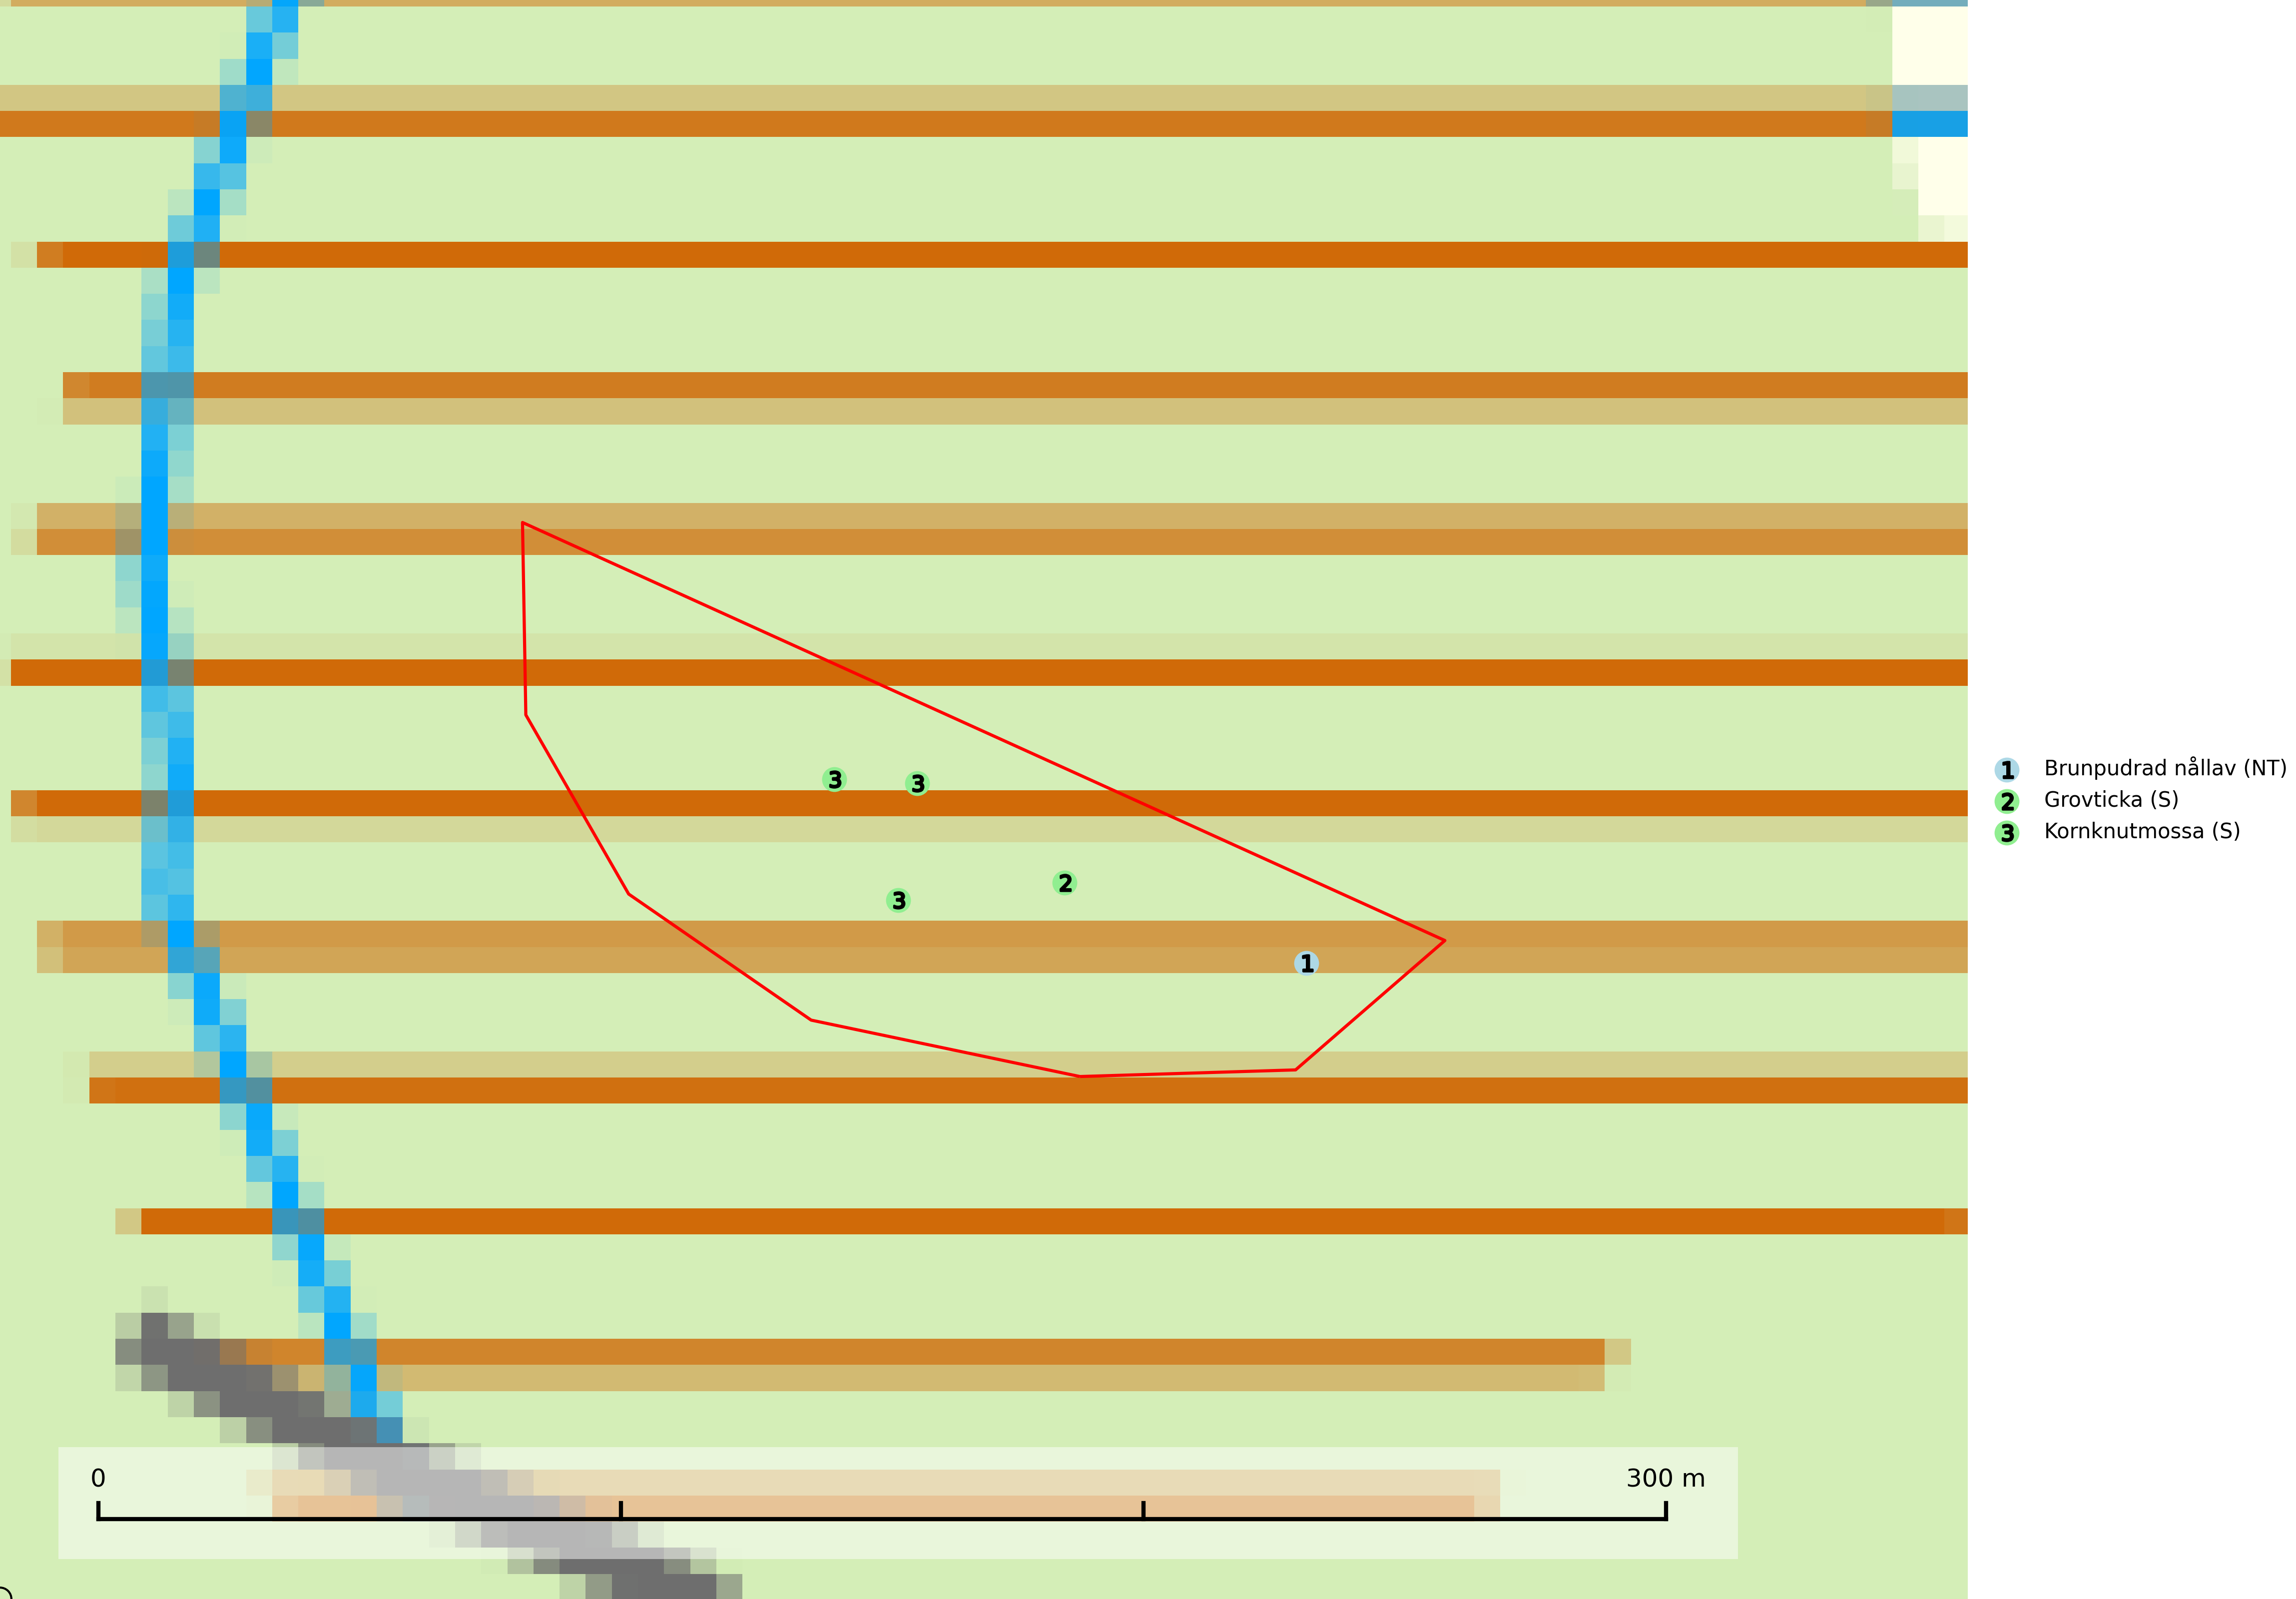 3
3
3
2
1
1 Brunpudrad nållav (NT)
2 Grovticka (S)
3 Kornknutmossa (S)
0 300 m